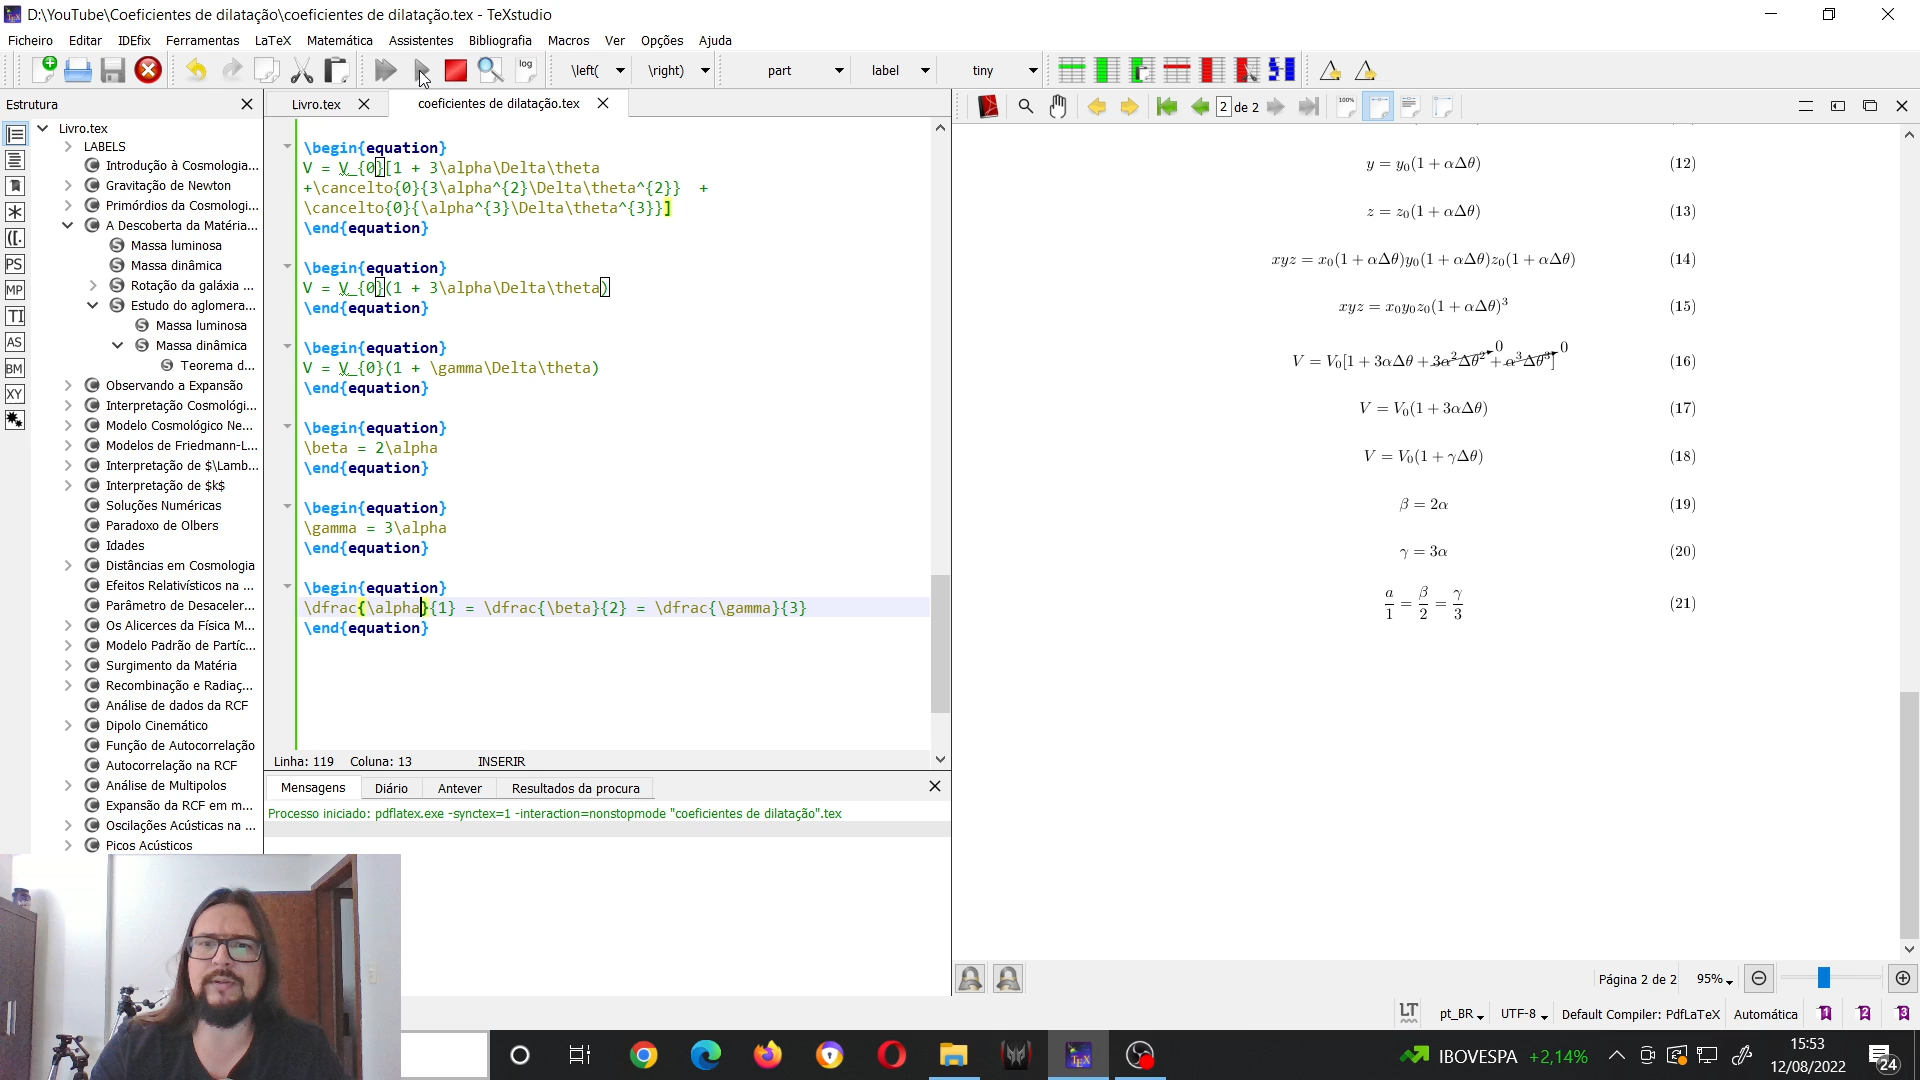 D:\YouTube\Coeficientes de dilatação\coeficientes de dilatação.tex - TeXstudio
Ficheiro Editar IDEfix Ferramentas LaTeX Matemática Assistentes Bibliografia Macros Ver Opções Ajuda
log \left( \right) part label tiny
Estrutura
Livro.tex coeficientes de dilatação.tex
2 de 2 100%
Livro.tex
LABELS
Introdução à Cosmologia...
Gravitação de Newton
Primórdios da Cosmologi...
A Descoberta da Matéria...
Massa luminosa
Massa dinâmica
Rotação da galáxia ...
Estudo do aglomera...
Massa luminosa
Massa dinâmica
Teorema d...
Observando a Expansão
Interpretação Cosmológi...
Modelo Cosmológico Ne...
Modelos de Friedmann-L...
Interpretação de $\Lamb...
Interpretação de $k$
Soluções Numéricas
Paradoxo de Olbers
Idades
Distâncias em Cosmologia
Efeitos Relativísticos na ...
Parâmetro de Desaceler...
Os Alicerces da Física M...
Modelo Padrão de Partíc...
Surgimento da Matéria
Recombinação e Radiaç...
Análise de dados da RCF
Dipolo Cinemático
Função de Autocorrelação
Autocorrelação na RCF
Análise de Multipolos
Expansão da RCF em m...
Oscilações Acústicas na ...
Picos Acústicos
([.
PS
MP
TI
AS
BM
XY
\begin{equation}
V = V_{0}[1 + 3\alpha\Delta\theta
+\cancelto{0}{3\alpha^{2}\Delta\theta^{2}} +
\cancelto{0}{\alpha^{3}\Delta\theta^{3}}]
\end{equation}
\begin{equation}
V = V_{0}(1 + 3\alpha\Delta\theta)
\end{equation}
\begin{equation}
V = V_{0}(1 + \gamma\Delta\theta)
\end{equation}
\begin{equation}
\beta = 2\alpha
\end{equation}
\begin{equation}
\gamma = 3\alpha
\end{equation}
\begin{equation}
\dfrac{\alpha}{1} = \dfrac{\beta}{2} = \dfrac{\gamma}{3}
\end{equation}
Linha: 119 Coluna: 13 INSERIR
Mensagens Diário Antever Resultados da procura
Processo iniciado: pdflatex.exe -synctex=1 -interaction=nonstopmode "coeficientes de dilatação".tex
y = y₀(1 + αΔθ) (12)
z = z₀(1 + αΔθ) (13)
xyz = x₀(1 + αΔθ)y₀(1 + αΔθ)z₀(1 + αΔθ) (14)
xyz = x₀y₀z₀(1 + αΔθ)³ (15)
V = V₀[1 + 3αΔθ + 3α²Δθ² 0 + α³Δθ³ 0] (16)
V = V₀(1 + 3αΔθ) (17)
V = V₀(1 + γΔθ) (18)
β = 2α (19)
γ = 3α (20)
a/1 = β/2 = γ/3 (21)
Página 2 de 2 95%
LT pt_BR UTF-8 Default Compiler: PdfLaTeX Automática 1 2 3
IBOVESPA +2,14% 15:53
12/08/2022 24